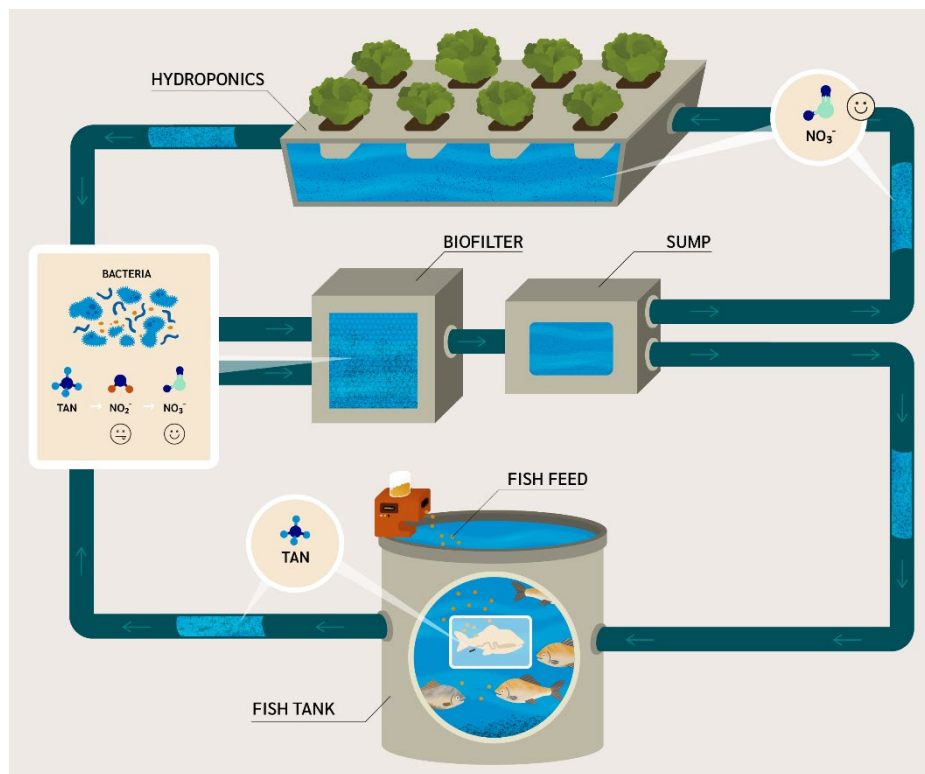 HYDROPONICS
NO₃⁻
BIOFILTER
SUMP
BACTERIA
TAN → NO₂⁻ → NO₃⁻
FISH FEED
TAN
FISH TANK